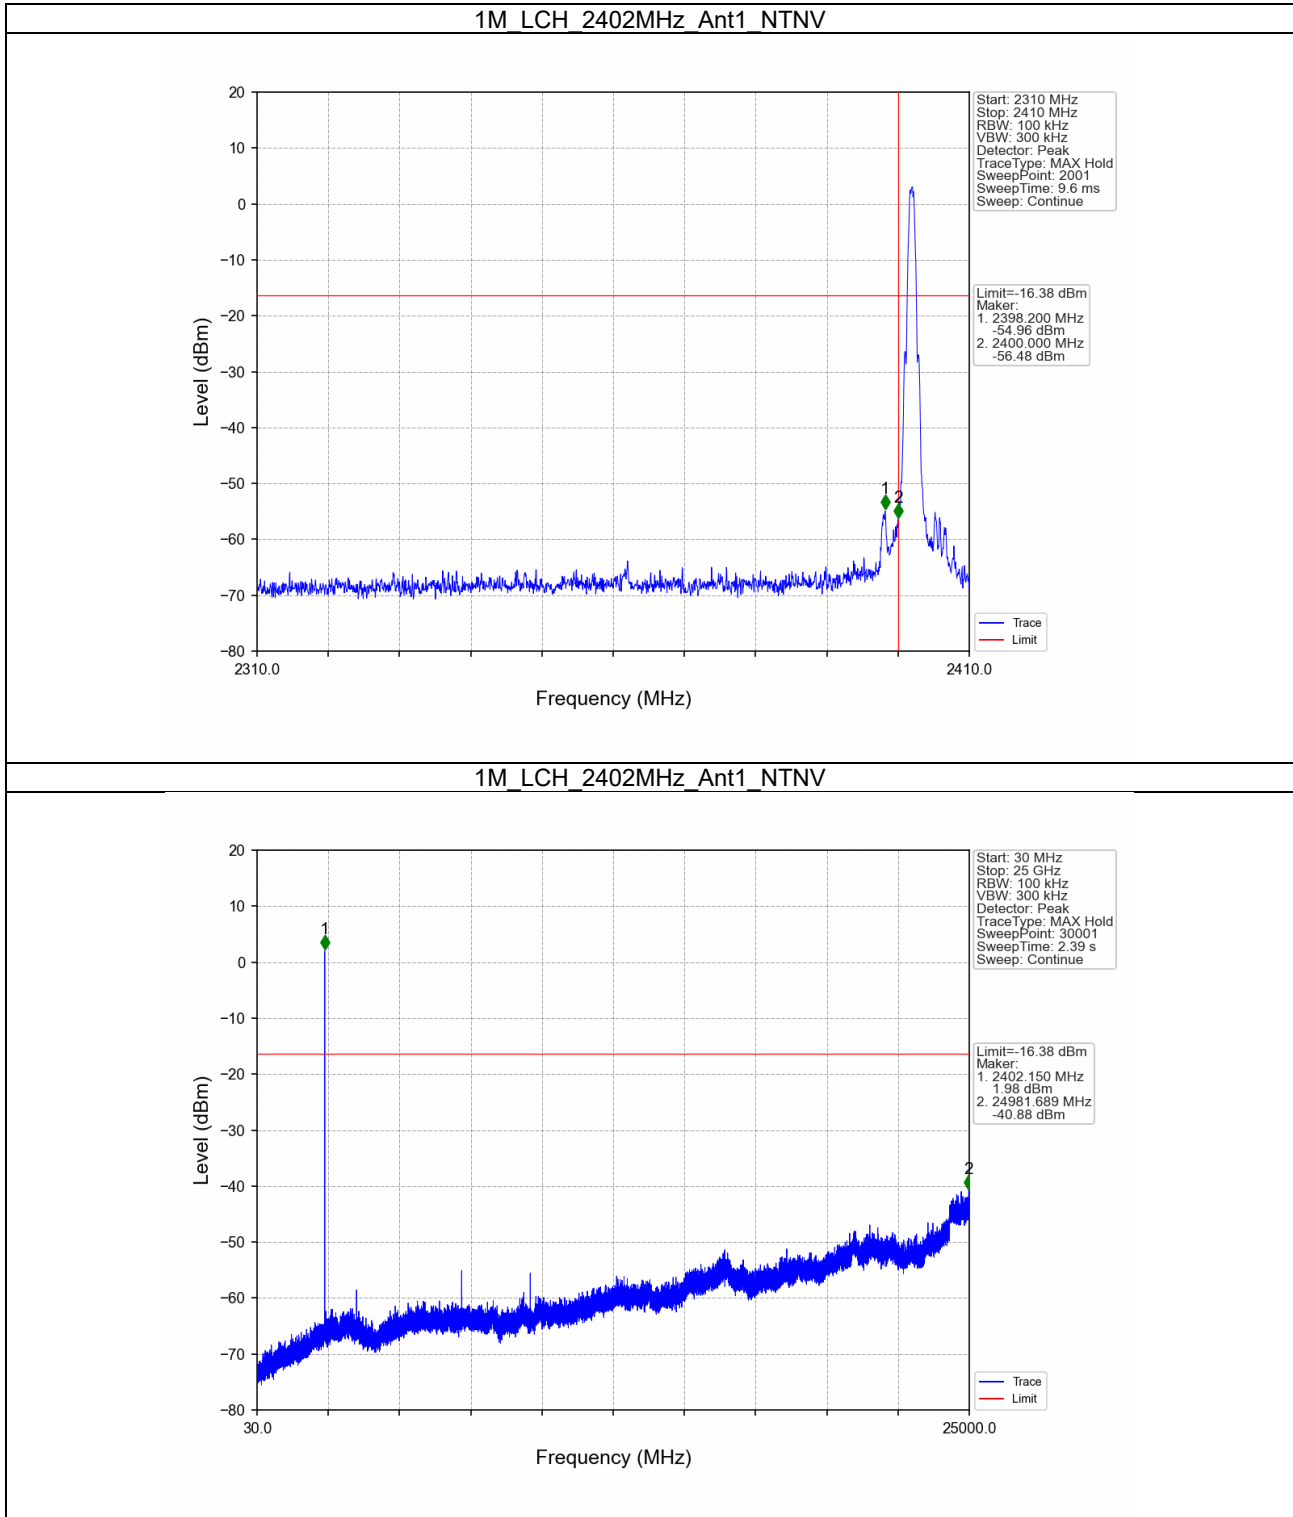 1M_LCH_2402MHz_Ant1_NTNV
20
10
0
−10
−20
−30
−40
−50
−60
−70
−80
Level (dBm)
2310.0
2410.0
Frequency (MHz)
1
2
Start: 2310 MHz
Stop: 2410 MHz
RBW: 100 kHz
VBW: 300 kHz
Detector: Peak
TraceType: MAX Hold
SweepPoint: 2001
SweepTime: 9.6 ms
Sweep: Continue
Limit=-16.38 dBm
Maker:
1. 2398.200 MHz
-54.96 dBm
2. 2400.000 MHz
-56.48 dBm
Trace
Limit
1M_LCH_2402MHz_Ant1_NTNV
20
10
0
−10
−20
−30
−40
−50
−60
−70
−80
Level (dBm)
30.0
25000.0
Frequency (MHz)
1
2
Start: 30 MHz
Stop: 25 GHz
RBW: 100 kHz
VBW: 300 kHz
Detector: Peak
TraceType: MAX Hold
SweepPoint: 30001
SweepTime: 2.39 s
Sweep: Continue
Limit=-16.38 dBm
Maker:
1. 2402.150 MHz
1.98 dBm
2. 24981.689 MHz
-40.88 dBm
Trace
Limit